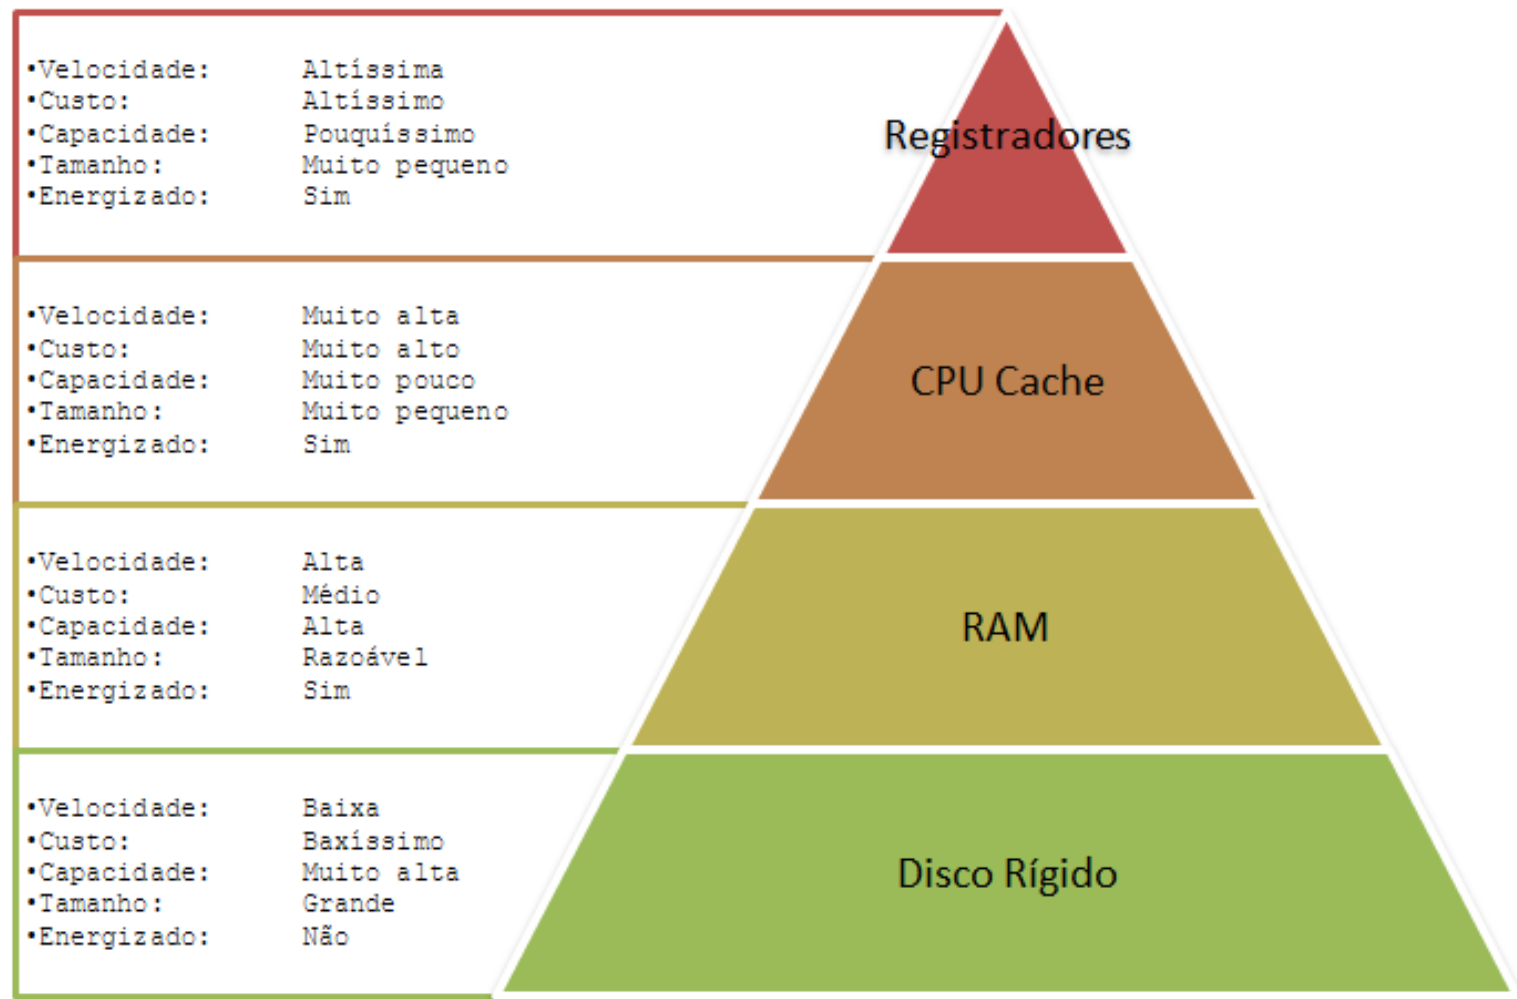 •Velocidade: Altíssima
•Custo: Altíssimo
•Capacidade: Pouquíssimo
•Tamanho: Muito pequeno
•Energizado: Sim
Registradores
•Velocidade: Muito alta
•Custo: Muito alto
•Capacidade: Muito pouco
•Tamanho: Muito pequeno
•Energizado: Sim
CPU Cache
•Velocidade: Alta
•Custo: Médio
•Capacidade: Alta
•Tamanho: Razoável
•Energizado: Sim
RAM
•Velocidade: Baixa
•Custo: Baxíssimo
•Capacidade: Muito alta
•Tamanho: Grande
•Energizado: Não
Disco Rígido